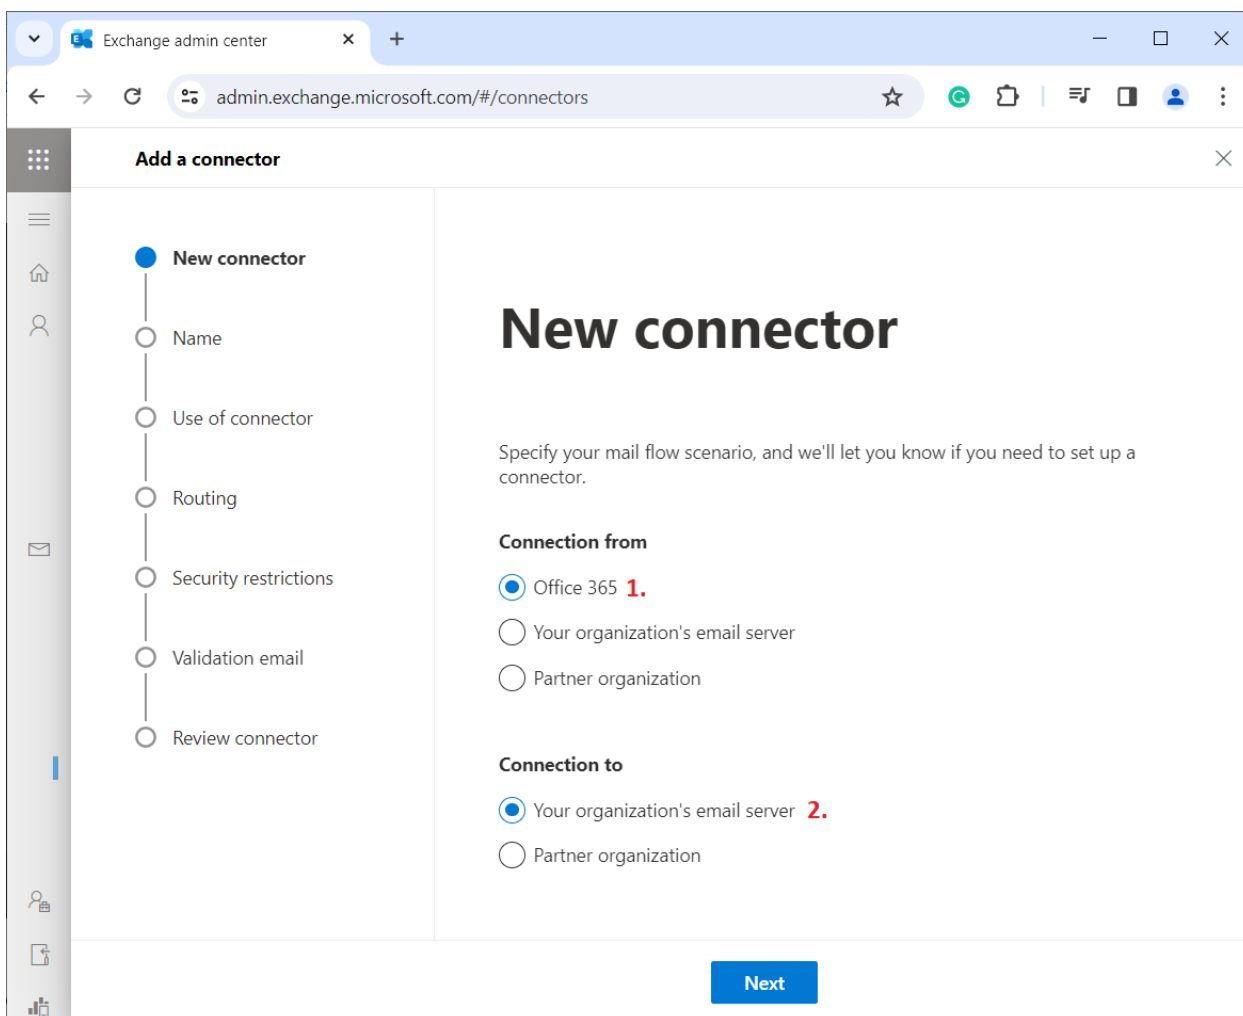 Exchange admin center
admin.exchange.microsoft.com/#/connectors
Add a connector
New connector
Name
Use of connector
Routing
Security restrictions
Validation email
Review connector
New connector
Specify your mail flow scenario, and we'll let you know if you need to set up a
connector.
Connection from
Office 365 1.
Your organization's email server
Partner organization
Connection to
Your organization's email server 2.
Partner organization
Next